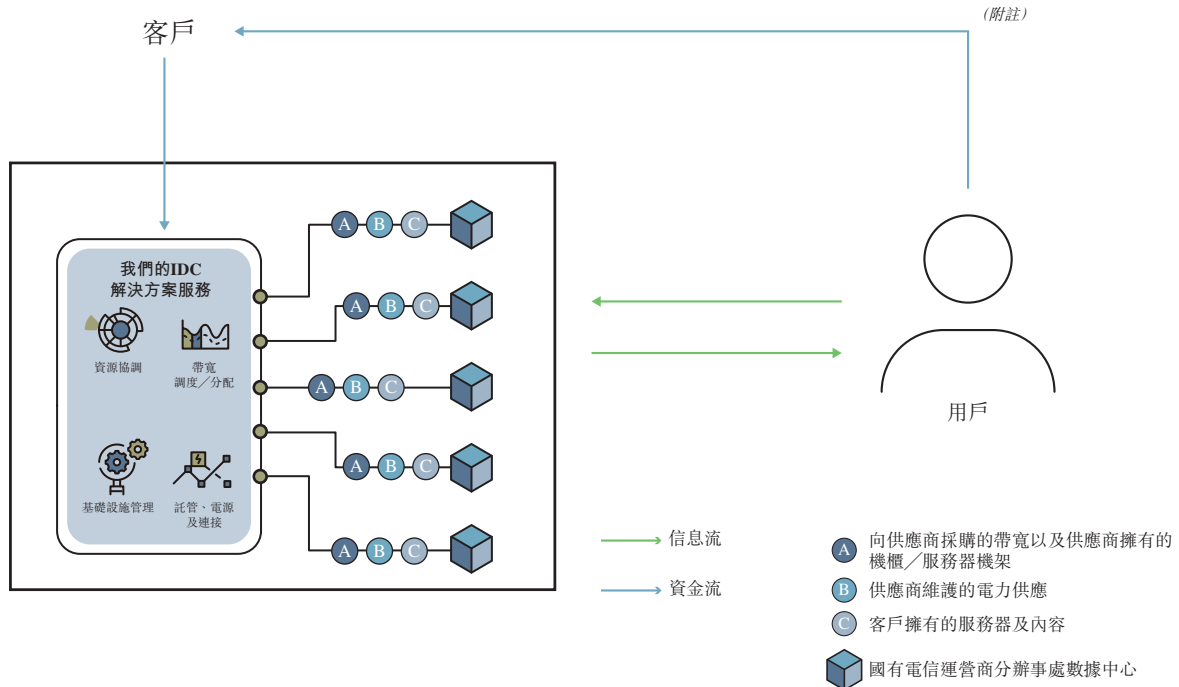 (附註)
客戶
A B C
我們的IDC
解決方案服務
A B C
資源協調
帶寬
調度／分配
A B C
用戶
A B C
基礎設施管理
託管、電源
及連接
A B C
信息流
資金流
A 向供應商採購的帶寬以及供應商擁有的
機櫃／服務器機架
B 供應商維護的電力供應
C 客戶擁有的服務器及內容
國有電信運營商分辦事處數據中心